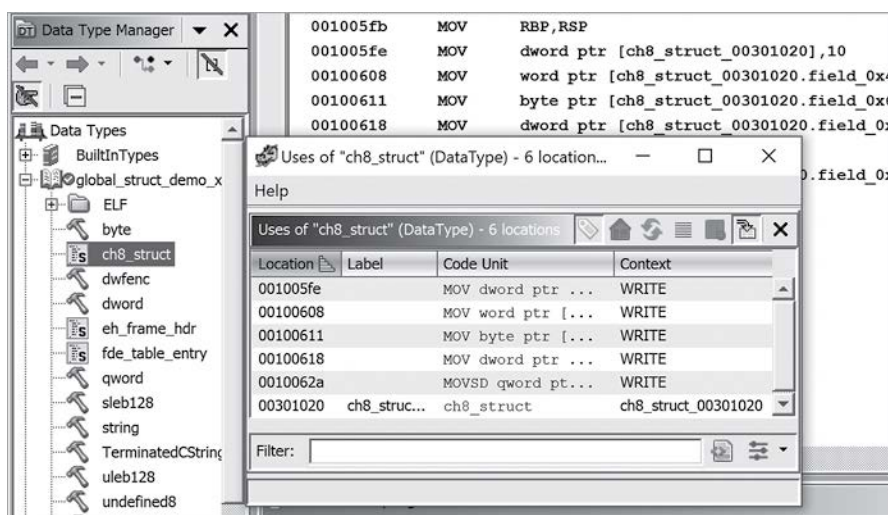 Data Type Manager
Data Types
BuiltInTypes
global_struct_demo_x
ELF
byte
ch8_struct
dwfenc
dword
eh_frame_hdr
fde_table_entry
qword
sleb128
string
TerminatedCString
uleb128
undefined8
001005fb MOV RBP,RSP
001005fe MOV dword ptr [ch8_struct_00301020],10
00100608 MOV word ptr [ch8_struct_00301020.field_0x4
00100611 MOV byte ptr [ch8_struct_00301020.field_0x
00100618 MOV dword ptr [ch8_struct_00301020.field_0
0.field_0
Uses of "ch8_struct" (DataType) - 6 location...
Help
Uses of "ch8_struct" (DataType) - 6 locations
Location Label Code Unit Context
001005fe MOV dword ptr ... WRITE
00100608 MOV word ptr [... WRITE
00100611 MOV byte ptr [... WRITE
00100618 MOV dword ptr ... WRITE
0010062a MOVSD qword pt... WRITE
00301020 ch8_struc... ch8_struct ch8_struct_00301020
Filter: